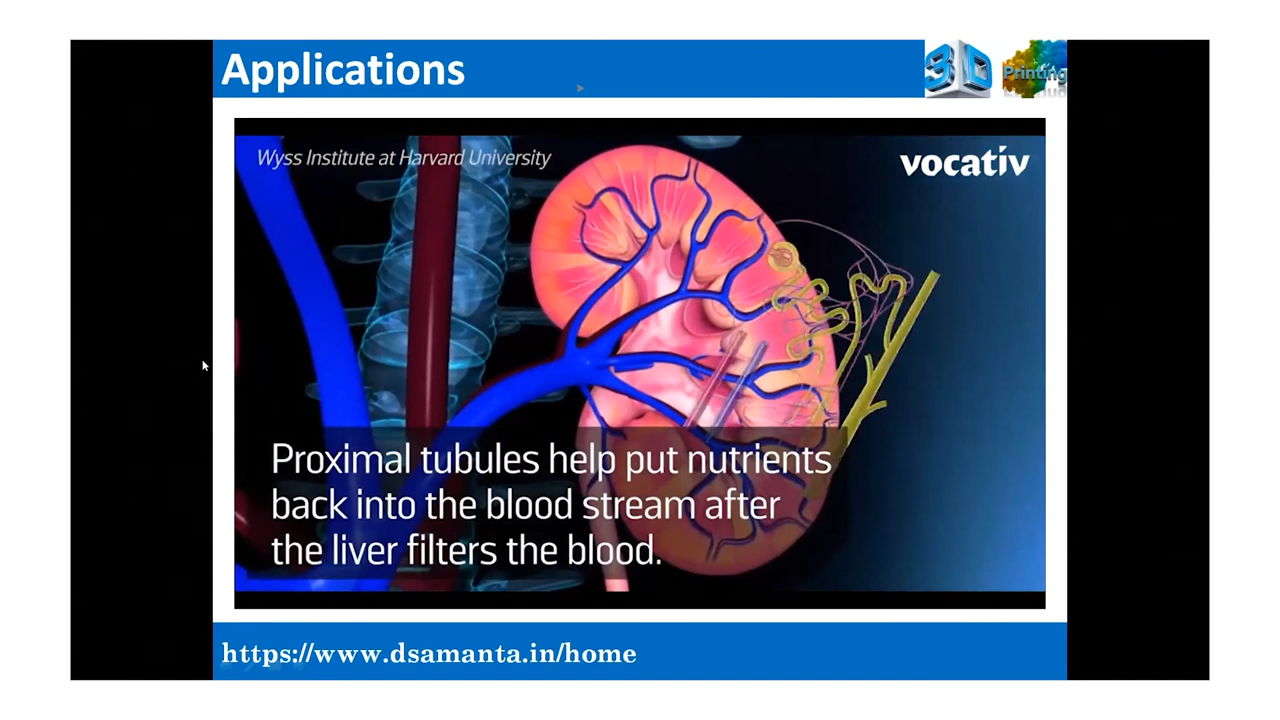 Applications
3D Printing
Wyss Institute at Harvard University
vocativ
Proximal tubules help put nutrients
back into the blood stream after
the liver filters the blood.
https://www.dsamanta.in/home